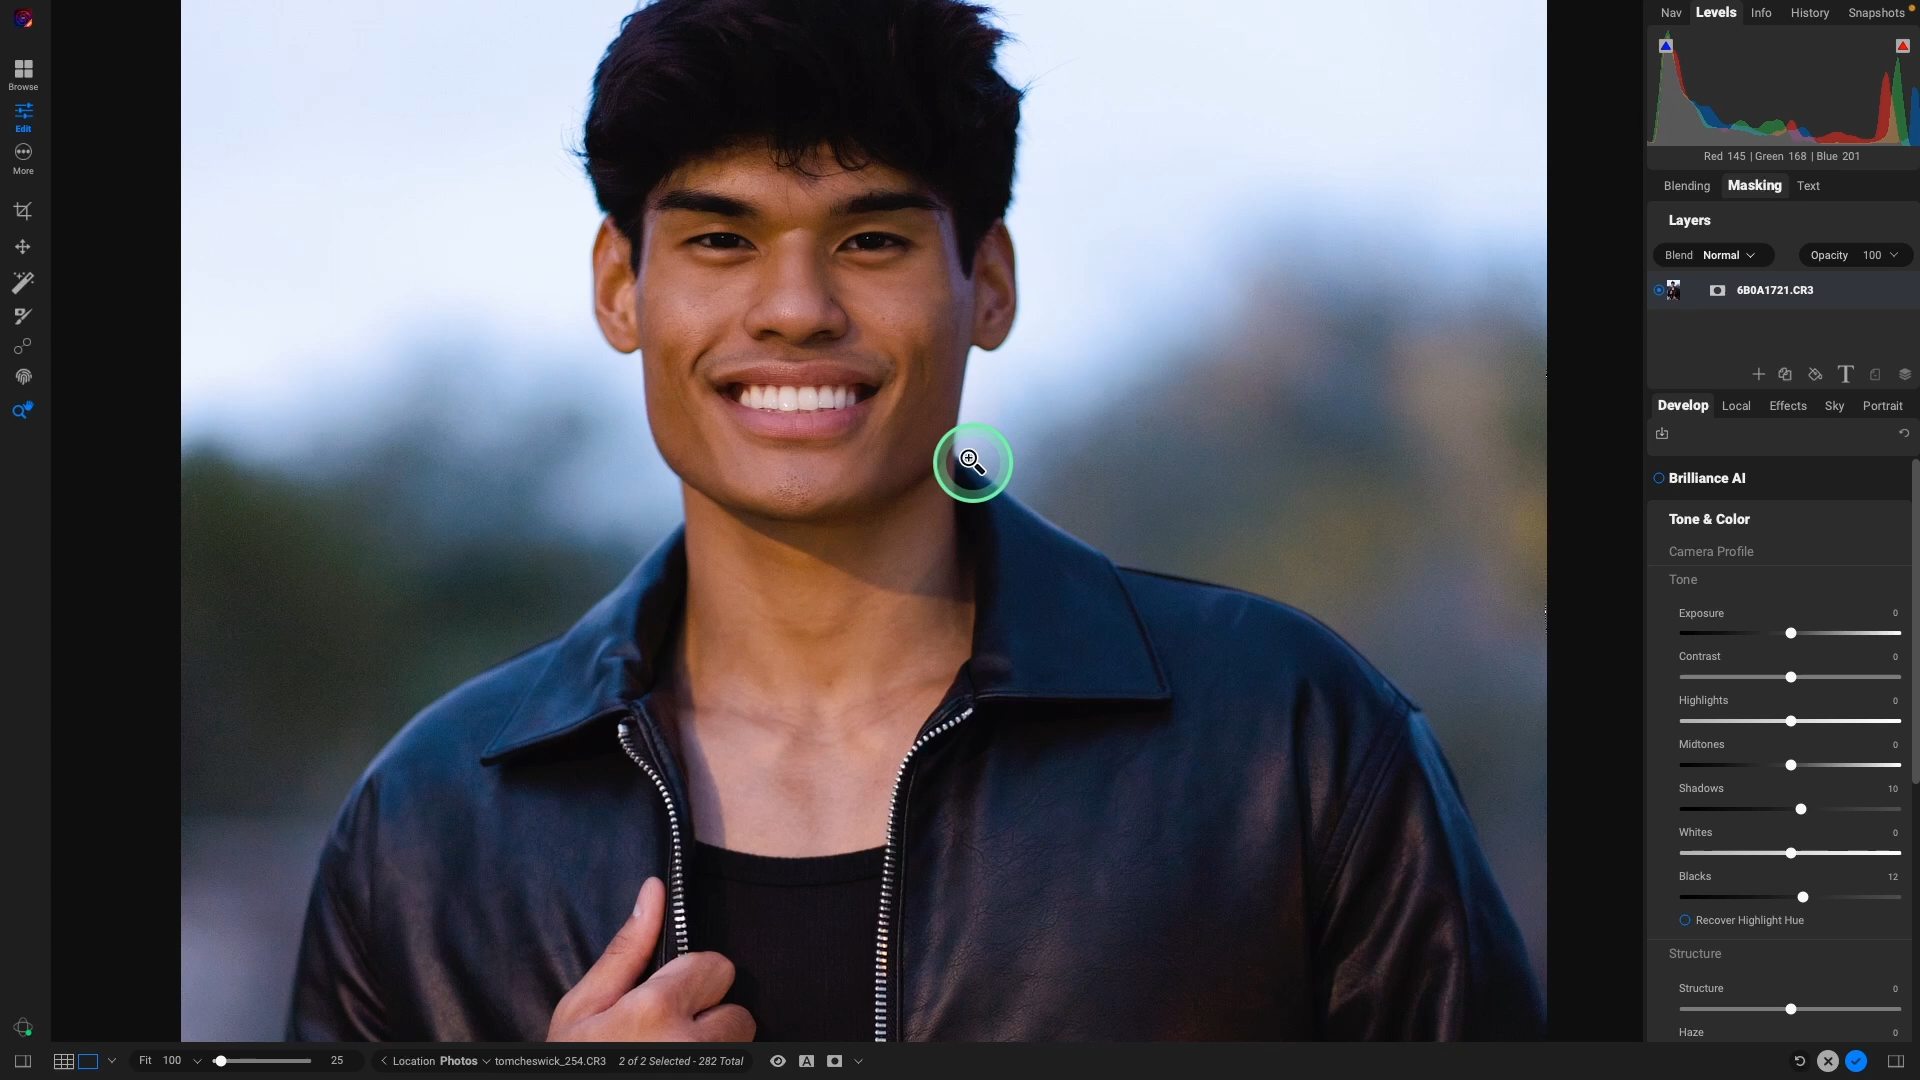 Nav Levels Info History Snapshots
Browse
Edit
More
Red 145 | Green 168 | Blue 201
Blending Masking Text
Layers
Blend Normal Opacity 100
6B0A1721.CR3
T
Develop Local Effects Sky Portrait
Brilliance AI
Tone & Color
Camera Profile
Tone
Exposure 0
Contrast 0
Highlights 0
Midtones 0
Shadows 10
Whites 0
Blacks 12
Recover Highlight Hue
Structure
Structure 0
Haze 0
Fit 100 25 Location Photos tomcheswick_254.CR3 2 of 2 Selected - 282 Total A